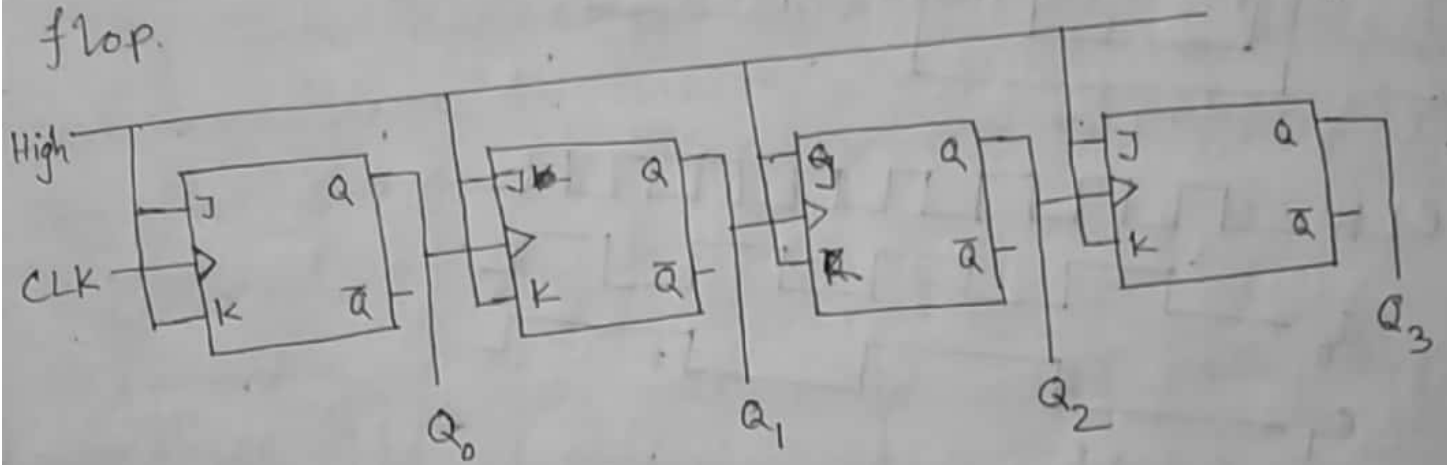 flop.
High
J Q J Q J Q J Q
CLK
K Q̅ K Q̅ K Q̅ K Q̅
Q₀ Q₁ Q₂ Q₃